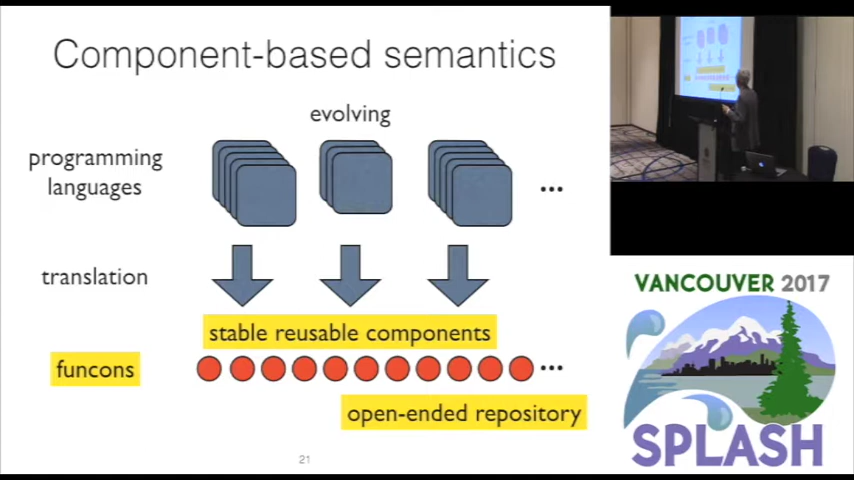 Component-based semantics
evolving
programming
languages
...
translation
stable reusable components
funcons
...
open-ended repository
21
VANCOUVER 2017
SPLASH